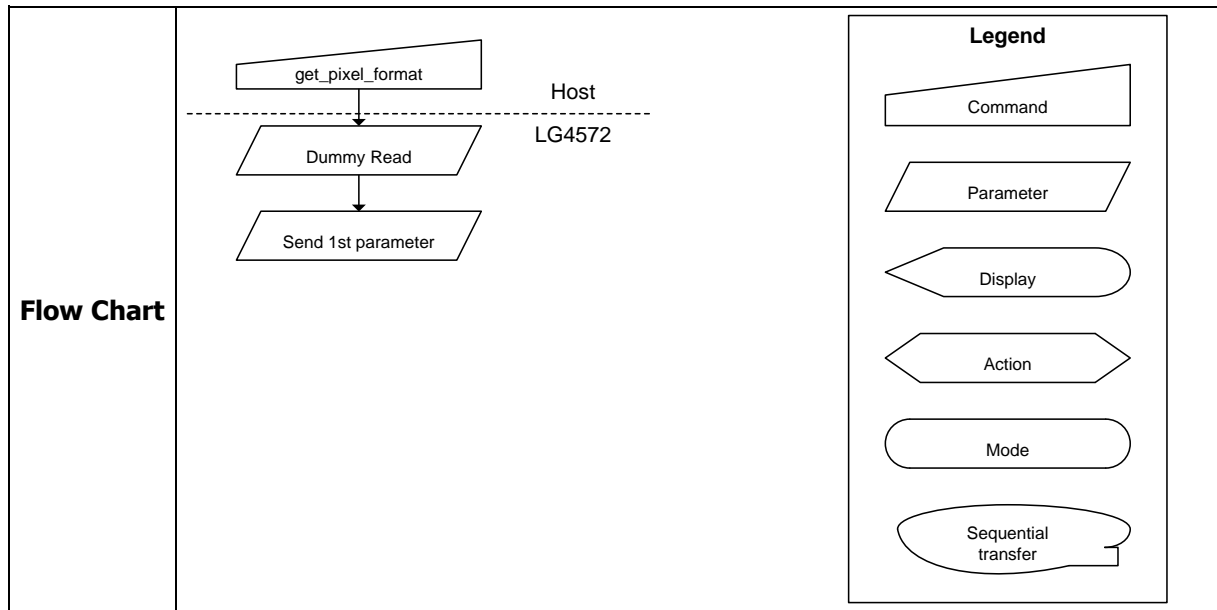 Flow Chart
get_pixel_format
Host
LG4572
Dummy Read
Send 1st parameter
Legend
Command
Parameter
Display
Action
Mode
Sequential
transfer